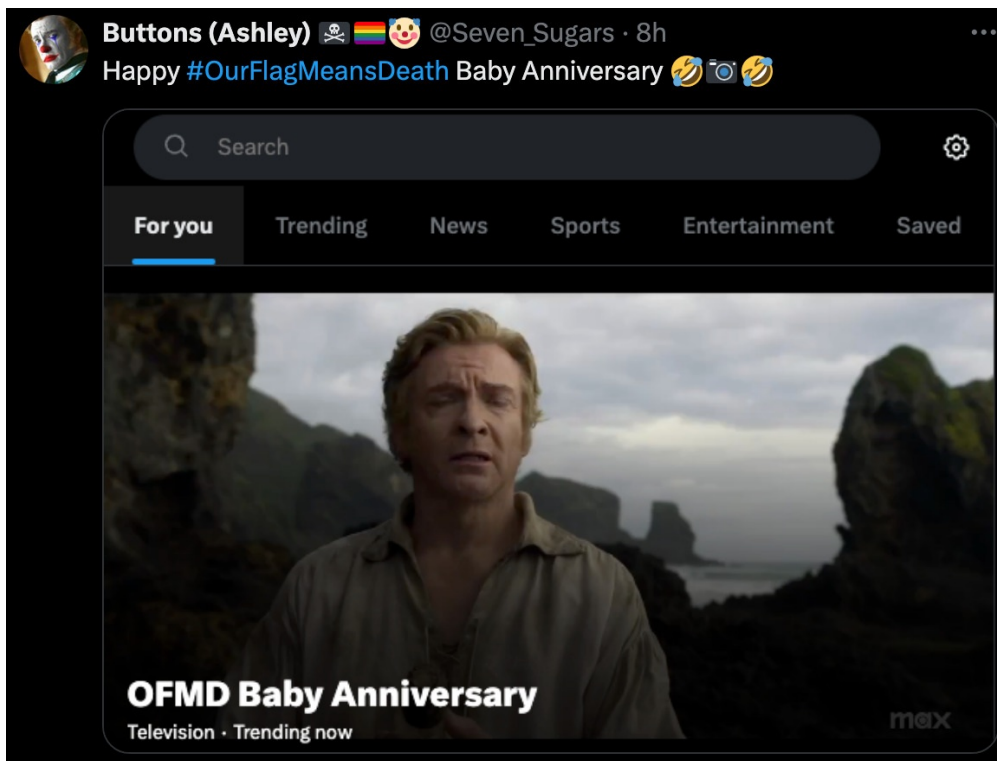 Buttons (Ashley) ☠️🏳️‍🌈🤡 @Seven_Sugars · 8h
Happy #OurFlagMeansDeath Baby Anniversary 🤣📷🤣
Search
For you Trending News Sports Entertainment Saved
OFMD Baby Anniversary
Television · Trending now
max